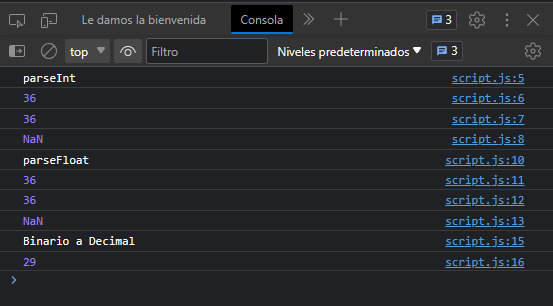 Le damos la bienvenida Consola 3
top Filtro Niveles predeterminados 3
parseInt script.js:5
36 script.js:6
36 script.js:7
NaN script.js:8
parseFloat script.js:10
36 script.js:11
36 script.js:12
NaN script.js:13
Binario a Decimal script.js:15
29 script.js:16